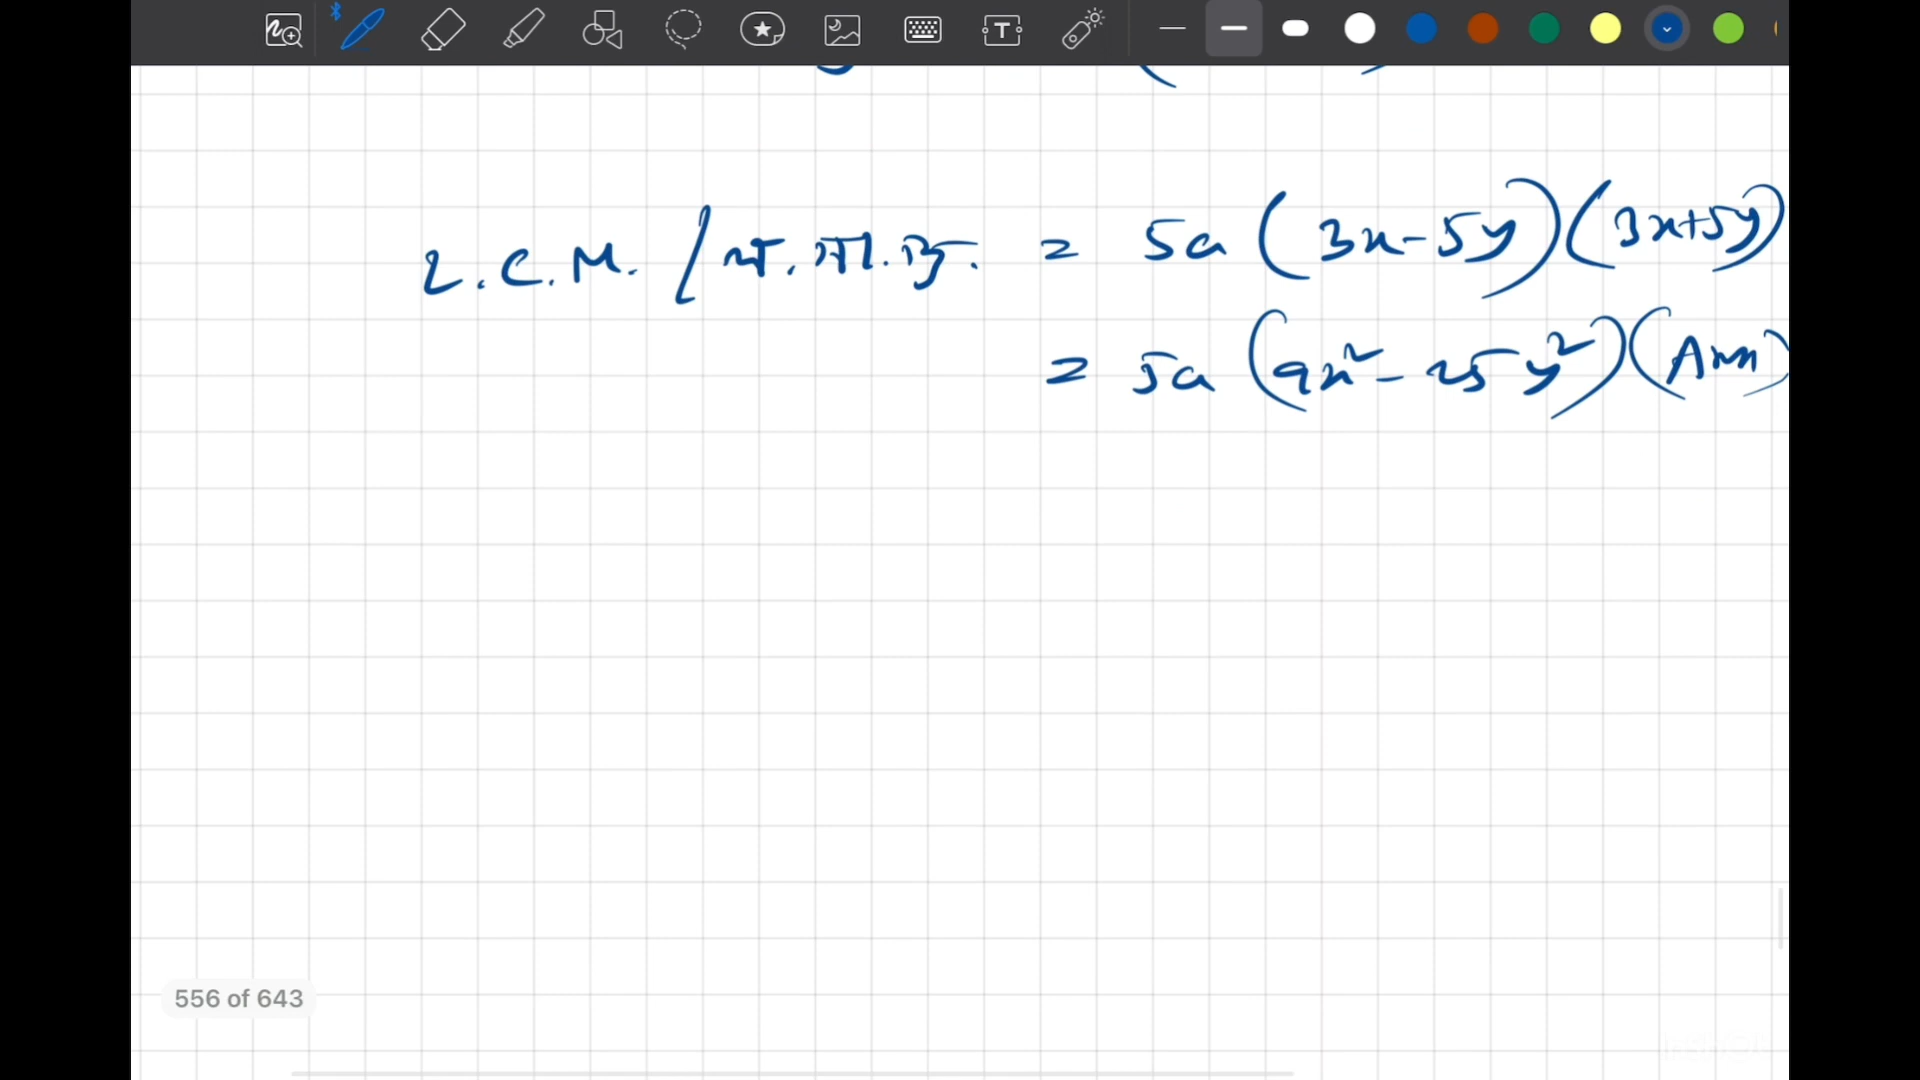 L.C.M. / ল.সা.গু. = 5a (3x-5y)(3x+5y)
= 5a (9x²-25y²)(Ans)
556 of 643